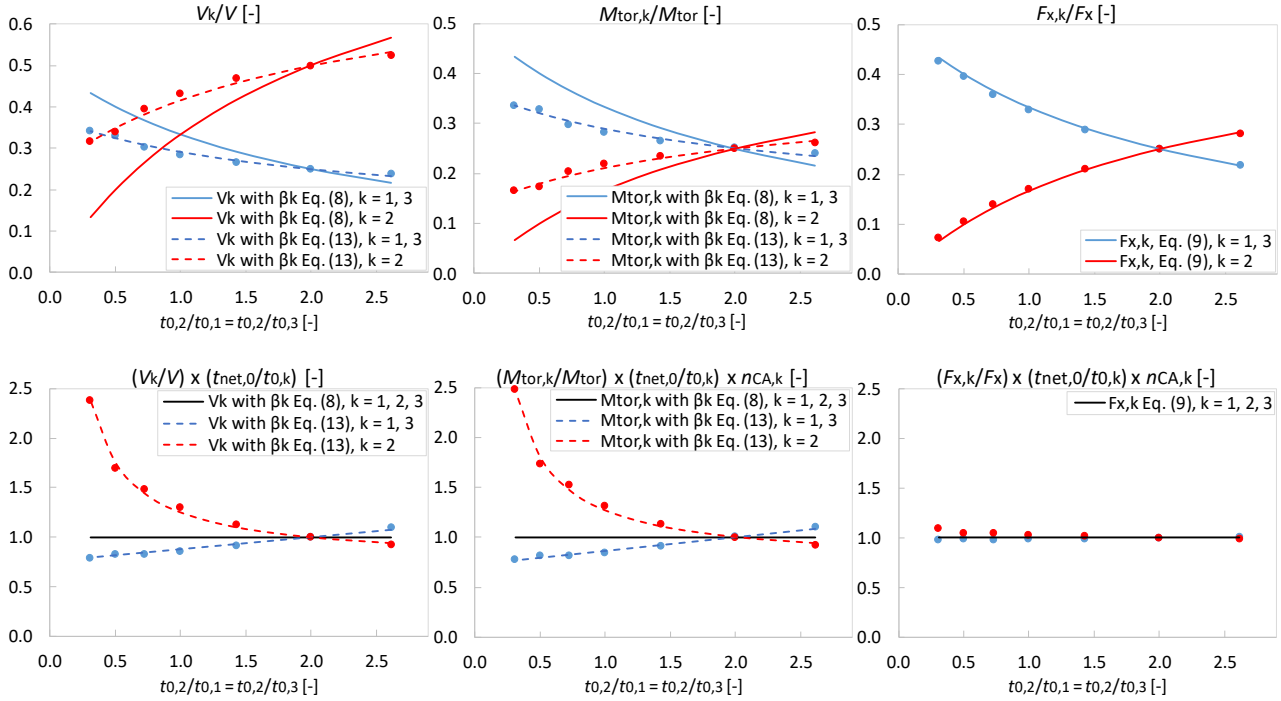 Vk/V [-]
0.6
0.5
0.4
0.3
0.2
0.1
0.0
Vk with βk Eq. (8), k = 1, 3
Vk with βk Eq. (8), k = 2
Vk with βk Eq. (13), k = 1, 3
Vk with βk Eq. (13), k = 2
0.0 0.5 1.0 1.5 2.0 2.5
t0,2/t0,1 = t0,2/t0,3 [-]
Mtor,k/Mtor [-]
0.5
0.4
0.3
0.2
0.1
0.0
Mtor,k with βk Eq. (8), k = 1, 3
Mtor,k with βk Eq. (8), k = 2
Mtor,k with βk Eq. (13), k = 1, 3
Mtor,k with βk Eq. (13), k = 2
0.0 0.5 1.0 1.5 2.0 2.5
t0,2/t0,1 = t0,2/t0,3 [-]
Fx,k/Fx [-]
0.5
0.4
0.3
0.2
0.1
0.0
Fx,k, Eq. (9), k = 1, 3
Fx,k, Eq. (9), k = 2
0.0 0.5 1.0 1.5 2.0 2.5
t0,2/t0,1 = t0,2/t0,3 [-]
(Vk/V) x (tnet,0/t0,k) [-]
2.5
2.0
1.5
1.0
0.5
0.0
Vk with βk Eq. (8), k = 1, 2, 3
Vk with βk Eq. (13), k = 1, 3
Vk with βk Eq. (13), k = 2
0.0 0.5 1.0 1.5 2.0 2.5
t0,2/t0,1 = t0,2/t0,3 [-]
(Mtor,k/Mtor) x (tnet,0/t0,k) x nCA,k [-]
2.5
2.0
1.5
1.0
0.5
0.0
Mtor,k with βk Eq. (8), k = 1, 2, 3
Mtor,k with βk Eq. (13), k = 1, 3
Mtor,k with βk Eq. (13), k = 2
0.0 0.5 1.0 1.5 2.0 2.5
t0,2/t0,1 = t0,2/t0,3 [-]
(Fx,k/Fx) x (tnet,0/t0,k) x nCA,k [-]
2.5
2.0
1.5
1.0
0.5
0.0
Fx,k Eq. (9), k = 1, 2, 3
0.0 0.5 1.0 1.5 2.0 2.5
t0,2/t0,1 = t0,2/t0,3 [-]